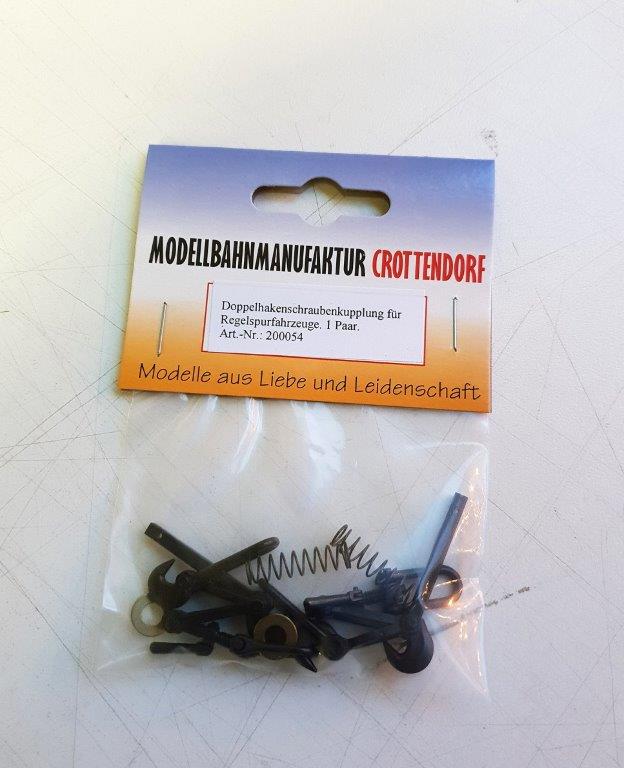 MODELLBAHNMANUFAKTUR CROTTENDORF
Doppelhakenschraubenkupplung für
Regelspurfahrzeuge. 1 Paar.
Art.-Nr.: 200054
Modelle aus Liebe und Leidenschaft